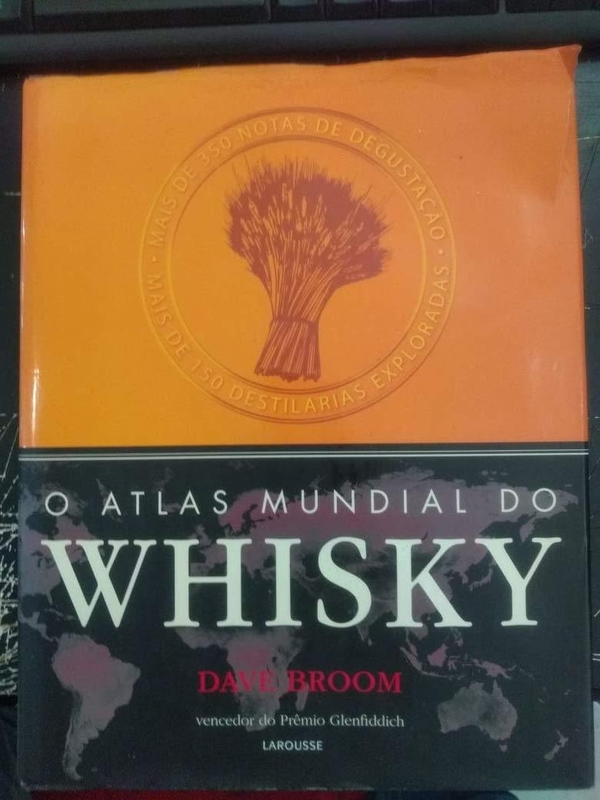 MAIS DE 350 NOTAS DE DEGUSTAÇÃO
MAIS DE 150 DESTILARIAS EXPLORADAS
O ATLAS MUNDIAL DO
WHISKY
DAVE BROOM
vencedor do Prêmio Glenfiddich
LAROUSSE